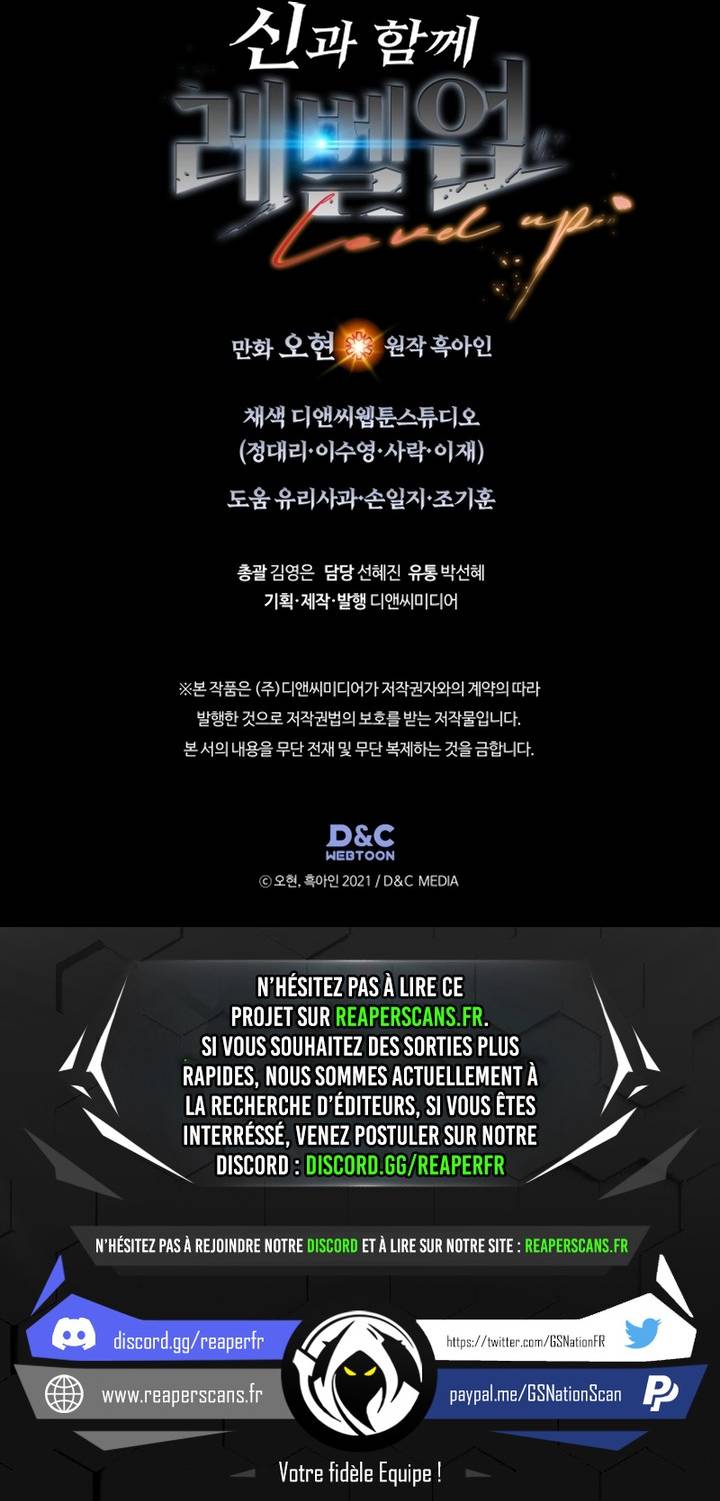 신과 함께
레벨업
Level up
만화 오현 원작 흑아인
채색 디앤씨웹툰스튜디오
(정대리·이수영·사락·이재)
도움 유리사과·손일지·조기훈
총괄 김영은 담당 선혜진 유통 박선혜
기획·제작·발행 디앤씨미디어
※본 작품은 (주)디앤씨미디어가 저작권자와의 계약의 따라
발행한 것으로 저작권법의 보호를 받는 저작물입니다.
본 서의 내용을 무단 전재 및 무단 복제하는 것을 금합니다.
D&C
WEBTOON
ⓒ 오현, 흑아인 2021 / D&C MEDIA
N'HÉSITEZ PAS À LIRE CE
PROJET SUR REAPERSCANS.FR.
SI VOUS SOUHAITEZ DES SORTIES PLUS
RAPIDES, NOUS SOMMES ACTUELLEMENT À
LA RECHERCHE D'ÉDITEURS, SI VOUS ÊTES
INTERRÉSSÉ, VENEZ POSTULER SUR NOTRE
DISCORD : DISCORD.GG/REAPERFR
N'HÉSITEZ PAS À REJOINDRE NOTRE DISCORD ET À LIRE SUR NOTRE SITE : REAPERSCANS.FR
discord.gg/reaperfr
https://twitter.com/GSNationFR
www.reaperscans.fr
paypal.me/GSNationScan
Votre fidèle Equipe !